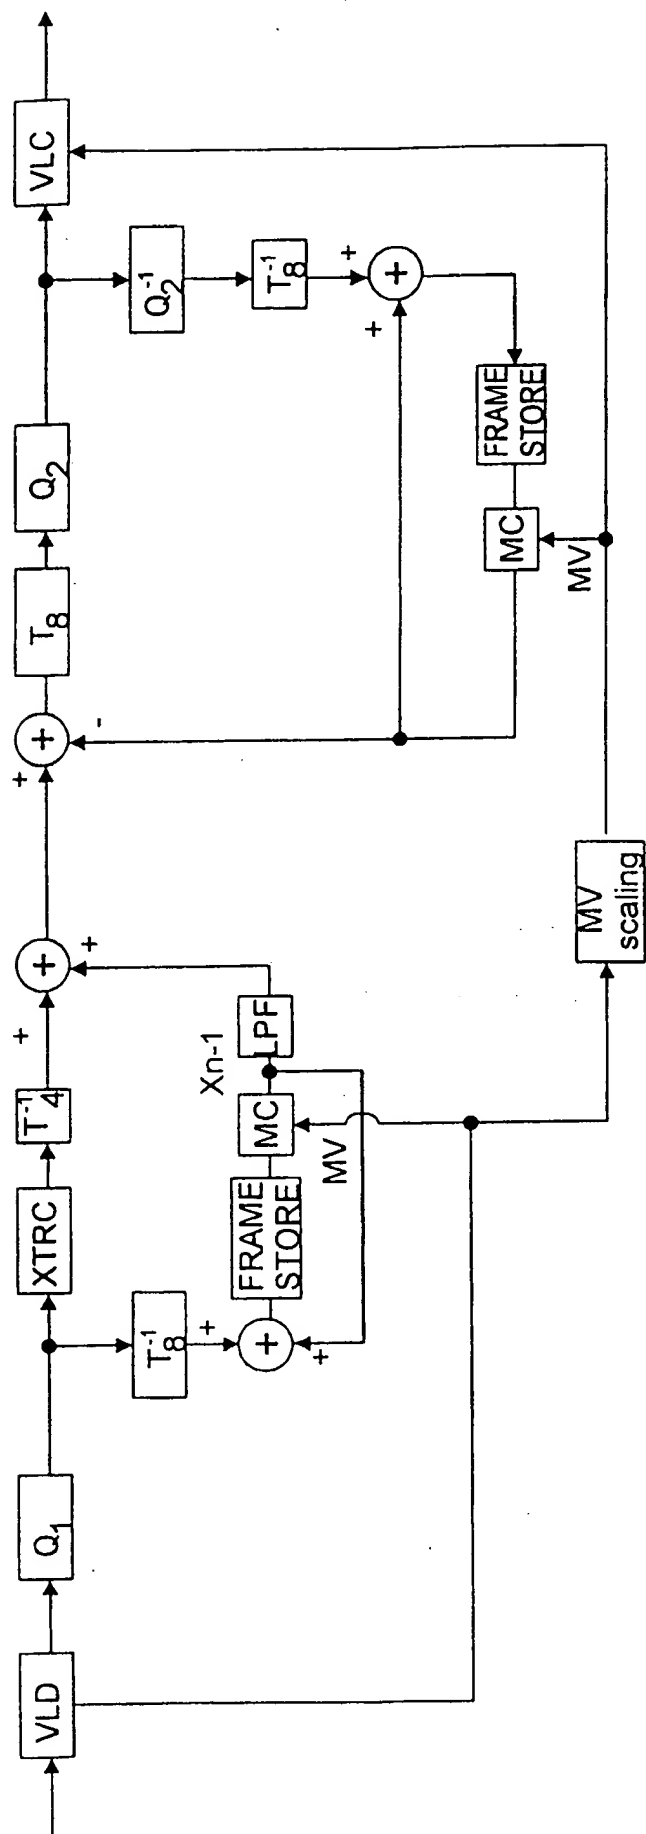 VLD
Q1
T8^-1
+
+
+
XTRC
T4^-1
+
FRAME
STORE
MC
MV
Xn-1
LPF
+
+
MV
scaling
+
+
-
T8
Q2
MC
MV
FRAME
STORE
Q2^-1
T8^-1
+
+
+
VLC